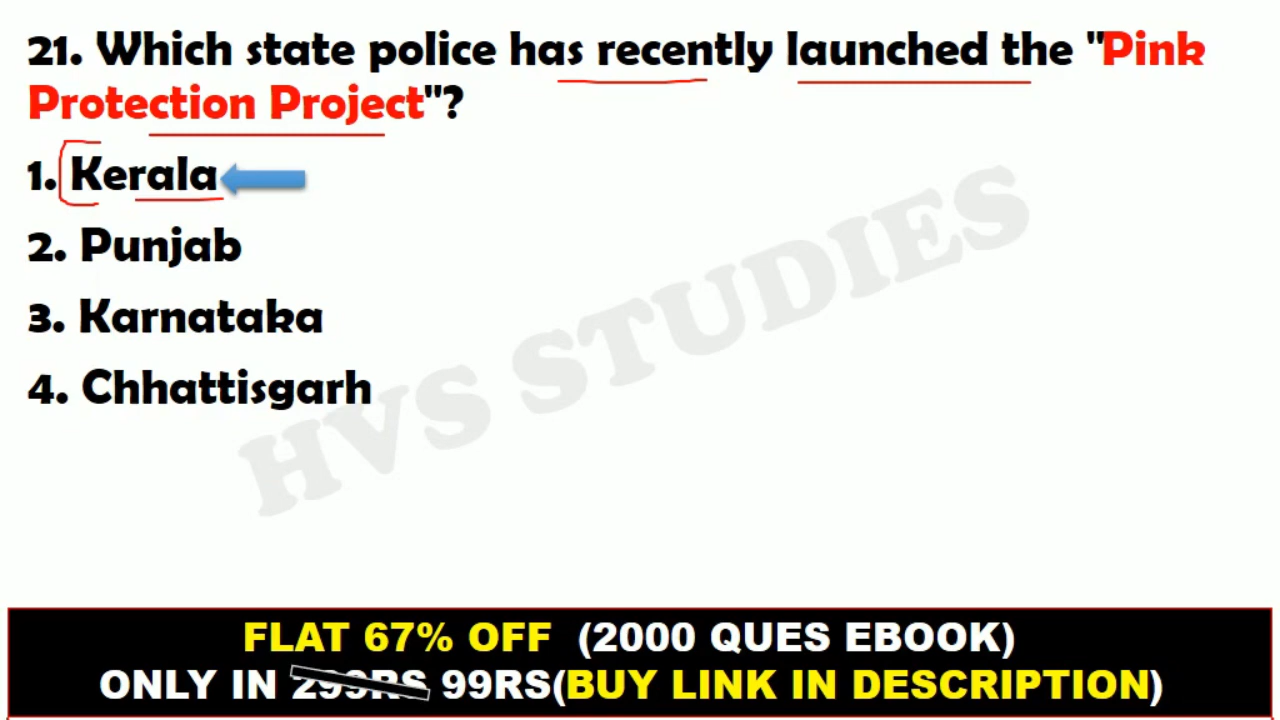 21. Which state police has recently launched the "Pink
Protection Project"?
1. Kerala
2. Punjab
3. Karnataka
4. Chhattisgarh
HVS STUDIES
FLAT 67% OFF (2000 QUES EBOOK)
ONLY IN 299RS 99RS(BUY LINK IN DESCRIPTION)